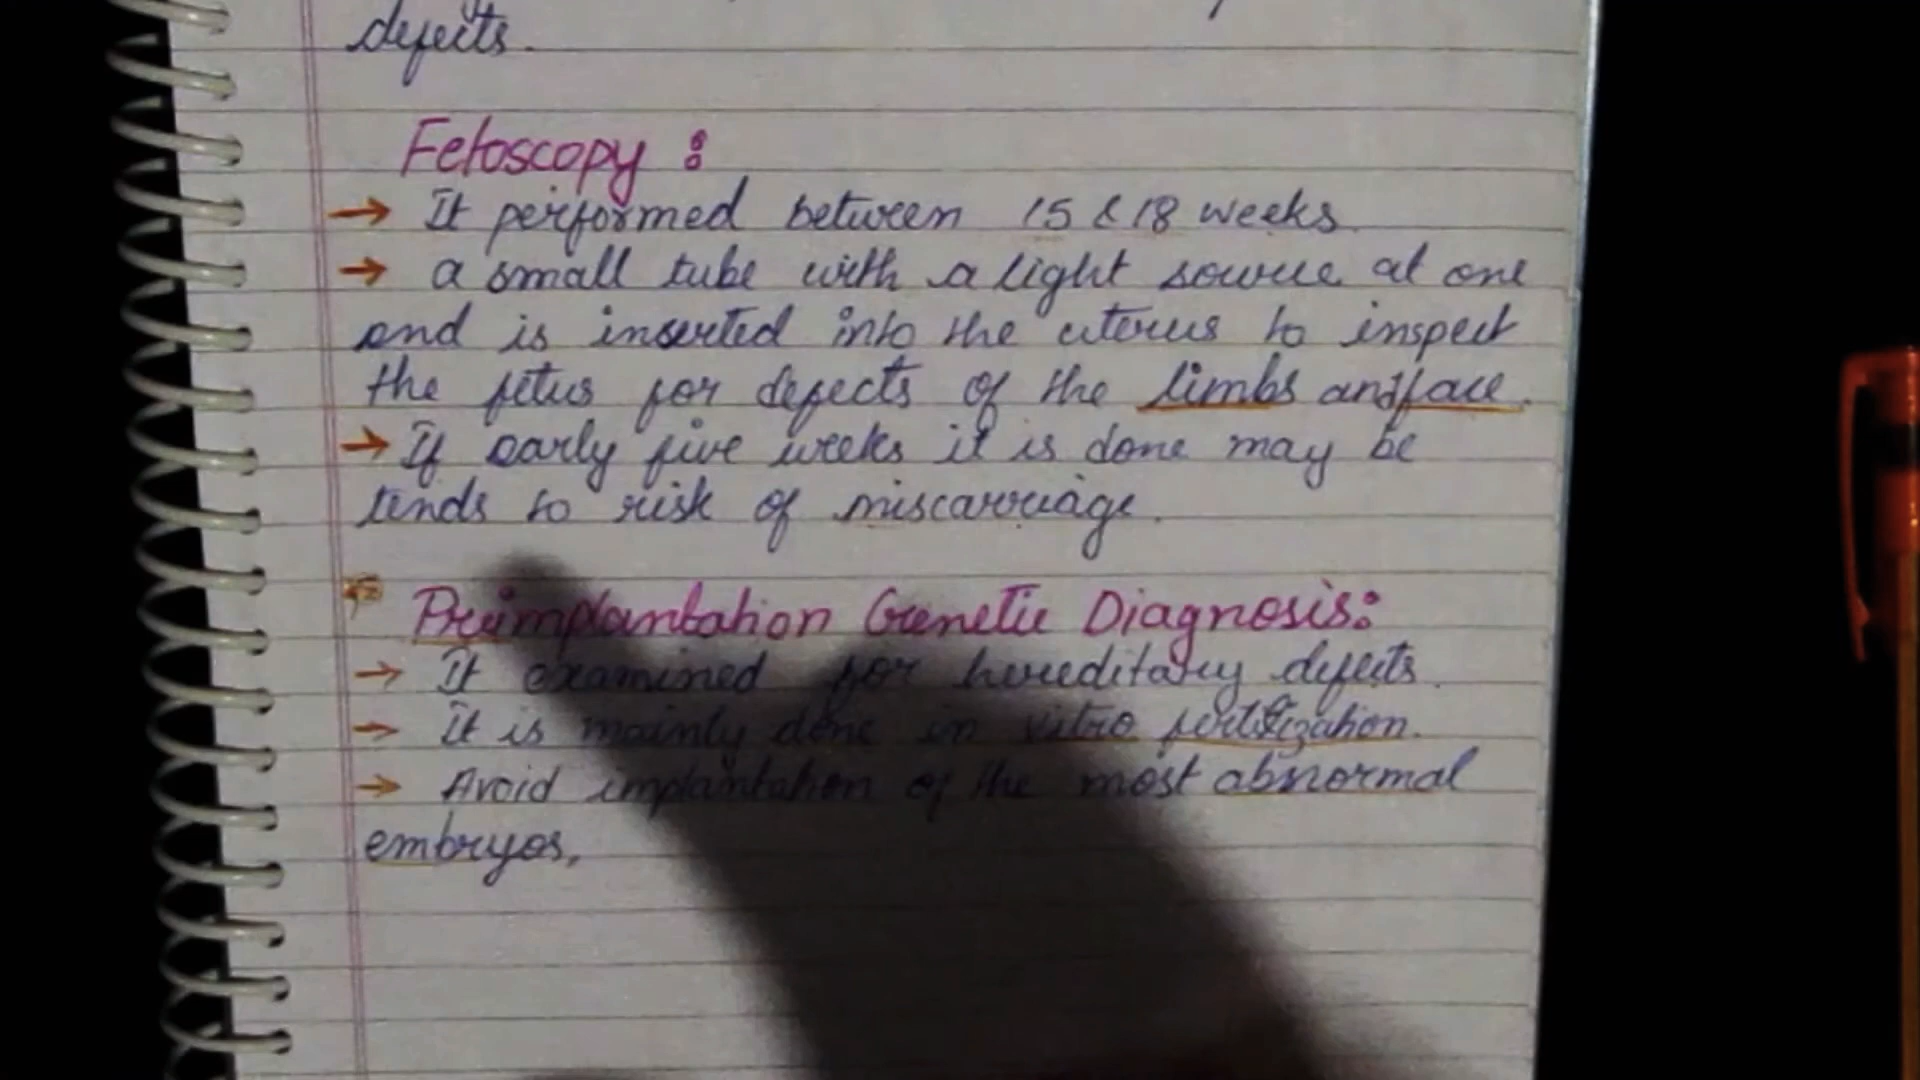 defects.
Fetoscopy :
→ It performed between 15 & 18 weeks.
→ a small tube with a light source at one
end is inserted into the uterus to inspect
the fetus for defects of the limbs and face.
→ If early five weeks it is done may be
tends to risk of miscarriage.
Preimplantation Genetic Diagnosis:
→ It examined for hereditary defects.
→ It is mainly done in vitro fertilization.
→ Avoid implantation of the most abnormal
embryos,